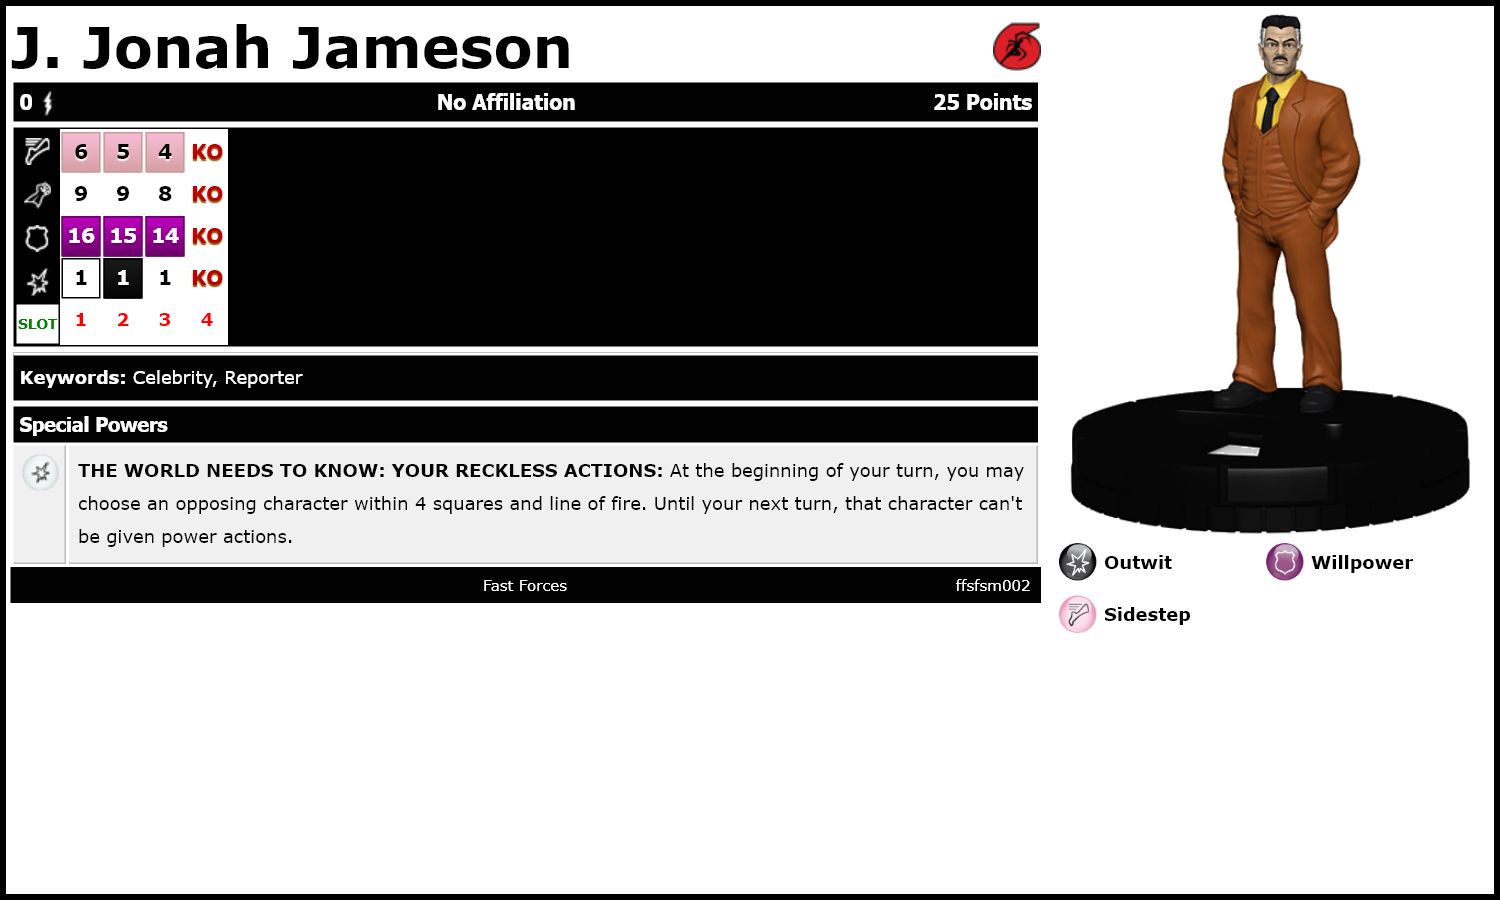 J. Jonah Jameson
0 No Affiliation 25 Points
6 5 4 KO
9 9 8 KO
16 15 14 KO
1 1 1 KO
SLOT 1 2 3 4
Keywords: Celebrity, Reporter
Special Powers
THE WORLD NEEDS TO KNOW: YOUR RECKLESS ACTIONS: At the beginning of your turn, you may
choose an opposing character within 4 squares and line of fire. Until your next turn, that character can't
be given power actions.
Fast Forces ffsfsm002
Outwit Willpower
Sidestep